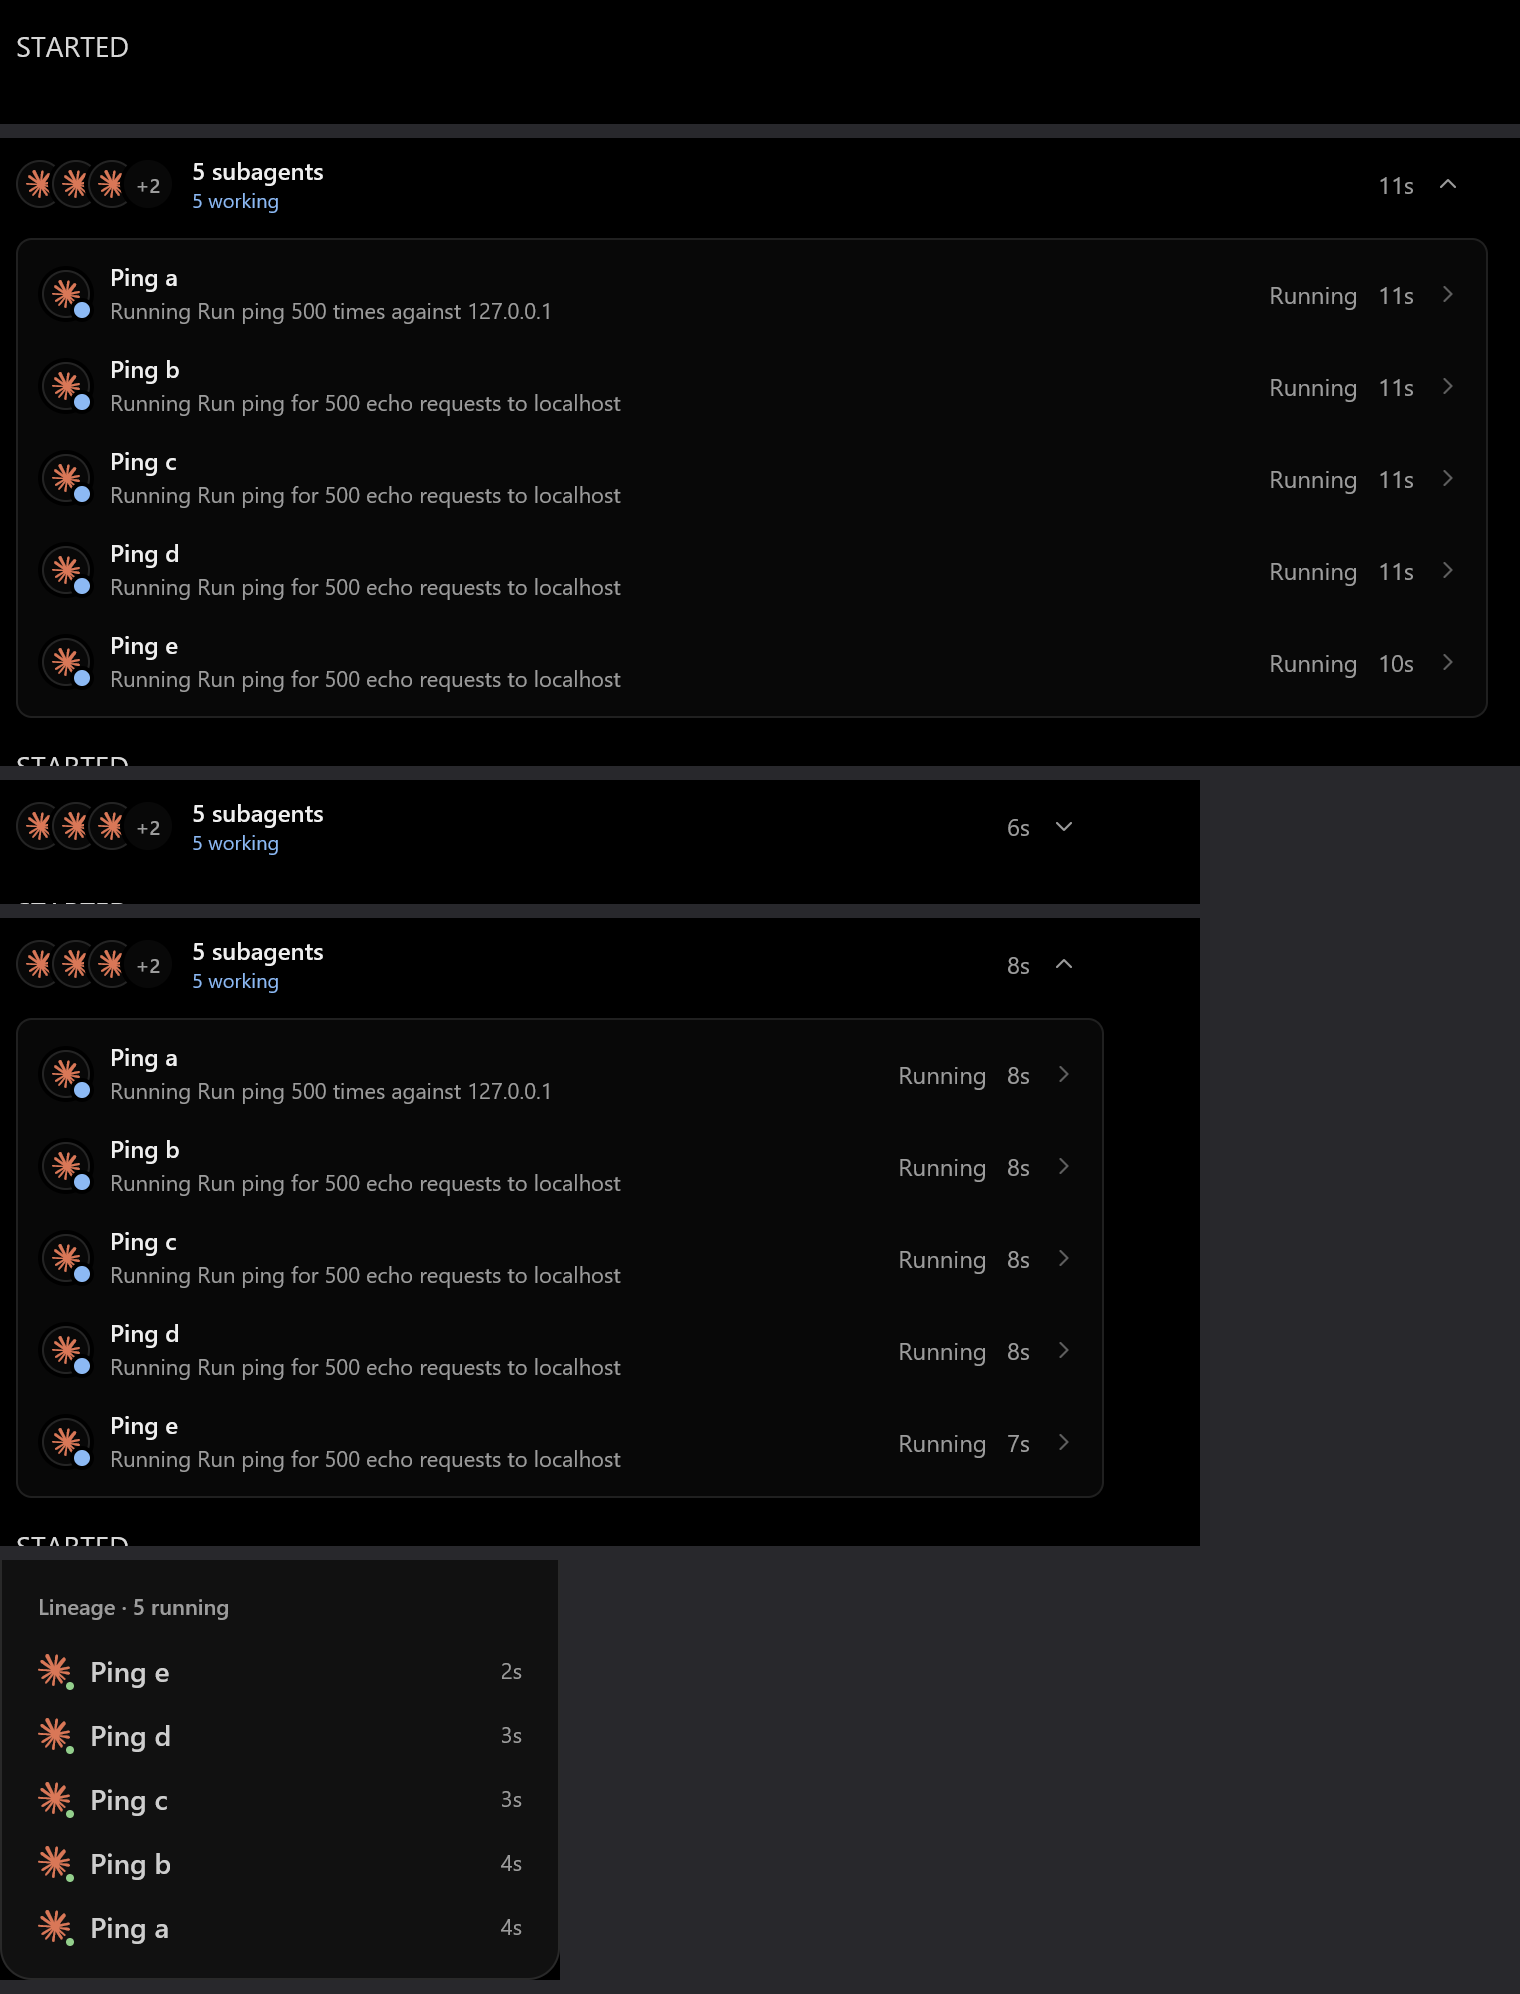 STARTED
+2
5 subagents
5 working
11s
Ping a
Running Run ping 500 times against 127.0.0.1
Running 11s
Ping b
Running Run ping for 500 echo requests to localhost
Running 11s
Ping c
Running Run ping for 500 echo requests to localhost
Running 11s
Ping d
Running Run ping for 500 echo requests to localhost
Running 11s
Ping e
Running Run ping for 500 echo requests to localhost
Running 10s
STARTED
+2
5 subagents
5 working
6s
STARTED
+2
5 subagents
5 working
8s
Ping a
Running Run ping 500 times against 127.0.0.1
Running 8s
Ping b
Running Run ping for 500 echo requests to localhost
Running 8s
Ping c
Running Run ping for 500 echo requests to localhost
Running 8s
Ping d
Running Run ping for 500 echo requests to localhost
Running 8s
Ping e
Running Run ping for 500 echo requests to localhost
Running 7s
STARTED
Lineage · 5 running
Ping e 2s
Ping d 3s
Ping c 3s
Ping b 4s
Ping a 4s